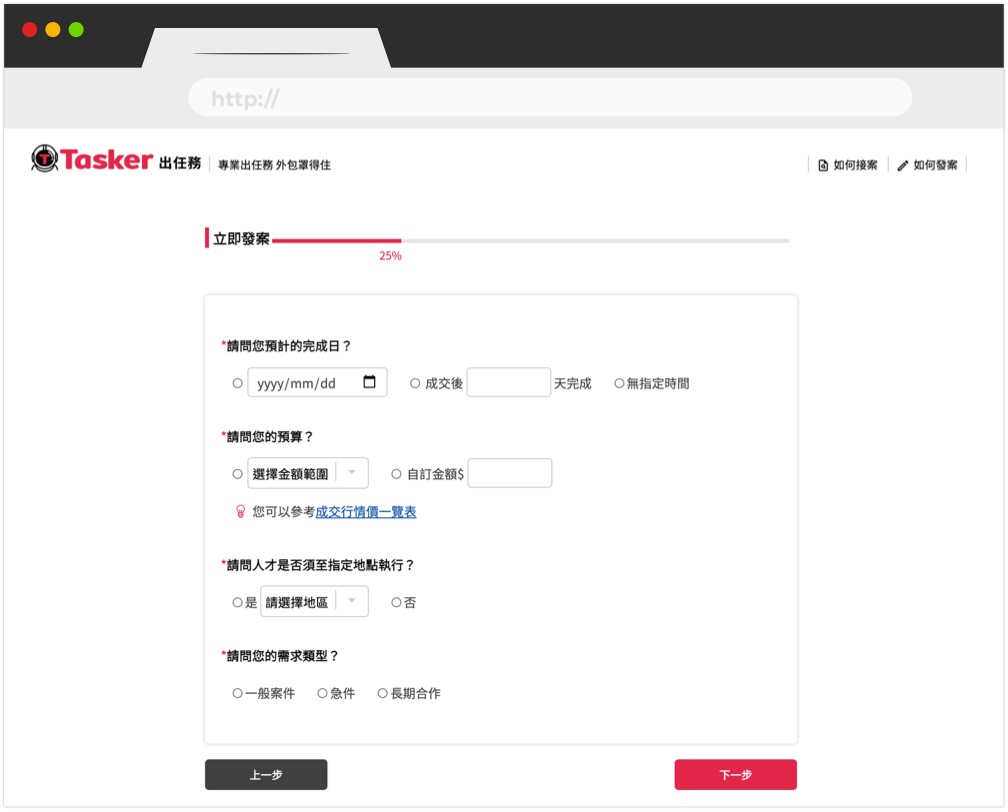 http://
Tasker 出任務 專業出任務 外包罩得住 如何接案 如何發案
立即發案
25%
*請問您預計的完成日？
yyyy/mm/dd 成交後 天完成 無指定時間
*請問您的預算？
選擇金額範圍 自訂金額$
您可以參考成交行情價一覽表
*請問人才是否須至指定地點執行？
是 請選擇地區 否
*請問您的需求類型？
一般案件 急件 長期合作
上一步 下一步